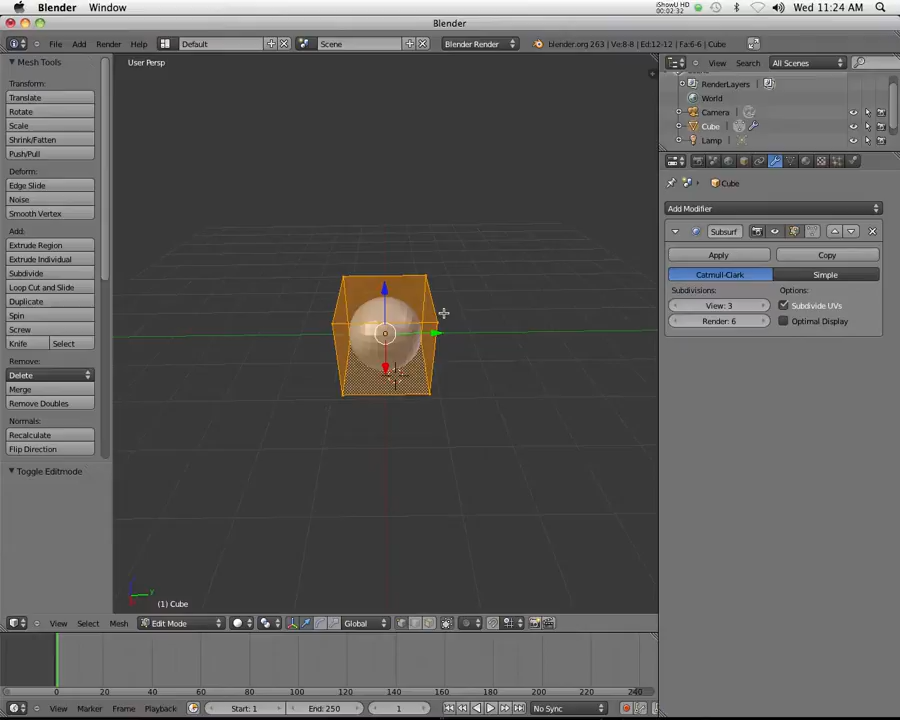 Blender Window
iShowU HD
00:02:32
Wed 11:24 AM
Blender
File Add Render Help Default Scene Blender Render blender.org 263 | Ve:8-8 | Ed:12-12 | Fa:6-6 | Cube
Mesh Tools
Transform:
Translate
Rotate
Scale
Shrink/Fatten
Push/Pull
Deform:
Edge Slide
Noise
Smooth Vertex
Add:
Extrude Region
Extrude Individual
Subdivide
Loop Cut and Slide
Duplicate
Spin
Screw
Knife Select
Remove:
Delete
Merge
Remove Doubles
Normals:
Recalculate
Flip Direction
Toggle Editmode
User Persp
(1) Cube
View Search All Scenes
RenderLayers
World
Camera
Cube
Lamp
Cube
Add Modifier
Subsurf
Apply Copy
Catmull-Clark Simple
Subdivisions: Options:
View: 3 Subdivide UVs
Render: 6 Optimal Display
View Select Mesh Edit Mode Global
0 20 40 60 80 100 120 140 160 180 200 220 240
View Marker Frame Playback Start: 1 End: 250 1 No Sync